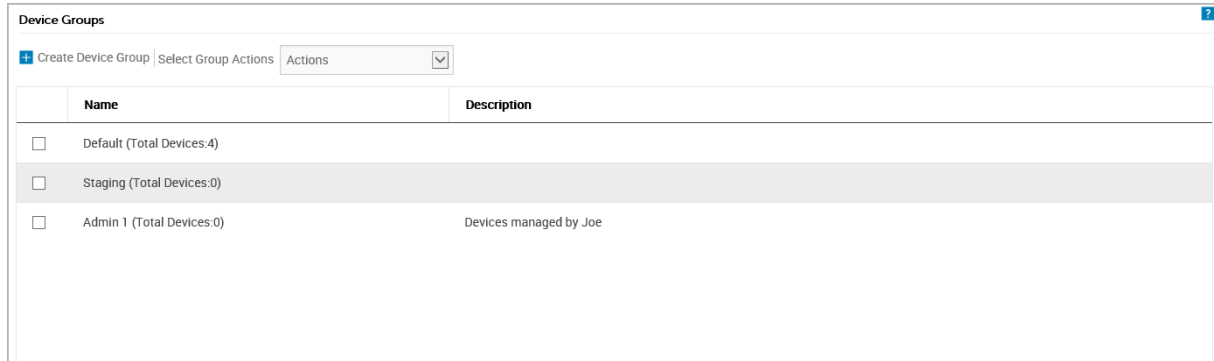 Device Groups
?
+ Create Device Group Select Group Actions Actions
Name Description
Default (Total Devices:4)
Staging (Total Devices:0)
Admin 1 (Total Devices:0) Devices managed by Joe